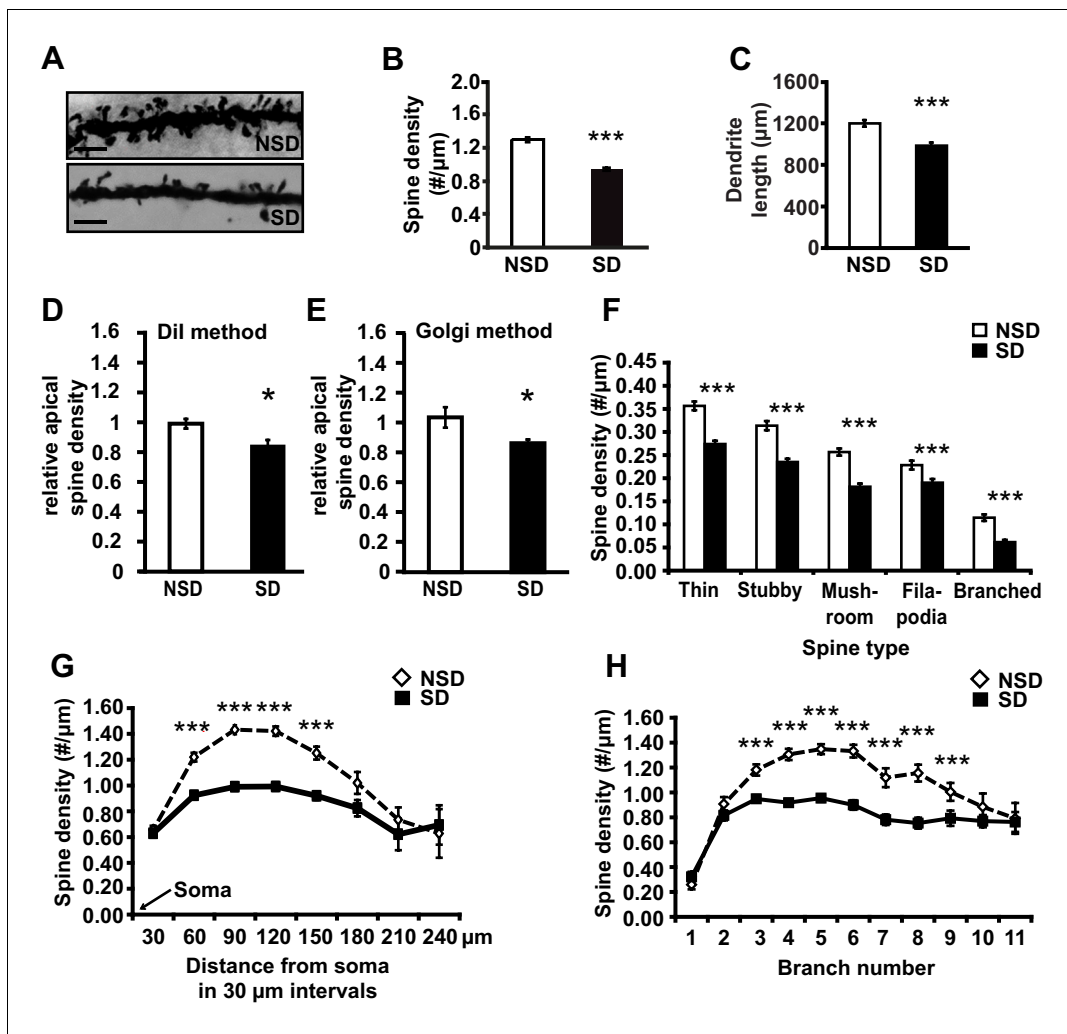 A
NSD
SD
B
Spine density
(#/µm)
2.0
1.6
1.2
0.8
0.4
0
***
NSD SD
C
Dendrite
length (µm)
1600
1200
800
400
0
***
NSD SD
D
DiI method
relative apical
spine density
1.6
1.4
1.2
1
0.8
0.6
0.4
0.2
0
*
NSD SD
E
Golgi method
relative apical
spine density
1.6
1.4
1.2
1
0.8
0.6
0.4
0.2
0
*
NSD SD
F
NSD
SD
Spine density (#/µm)
0.45
0.40
0.35
0.30
0.25
0.20
0.15
0.10
0.05
0.00
*** *** *** *** ***
Thin Stubby Mush- Fila- Branched
room podia
Spine type
G
NSD
SD
Spine density (#/µm)
1.60
1.40
1.20
1.00
0.80
0.60
0.40
0.20
0.00
*** *** *** ***
Soma
30 60 90 120 150 180 210 240 µm
Distance from soma
in 30 µm intervals
H
NSD
SD
Spine density (#/µm)
1.60
1.40
1.20
1.00
0.80
0.60
0.40
0.20
0.00
*** *** *** *** *** *** ***
1 2 3 4 5 6 7 8 9 10 11
Branch number